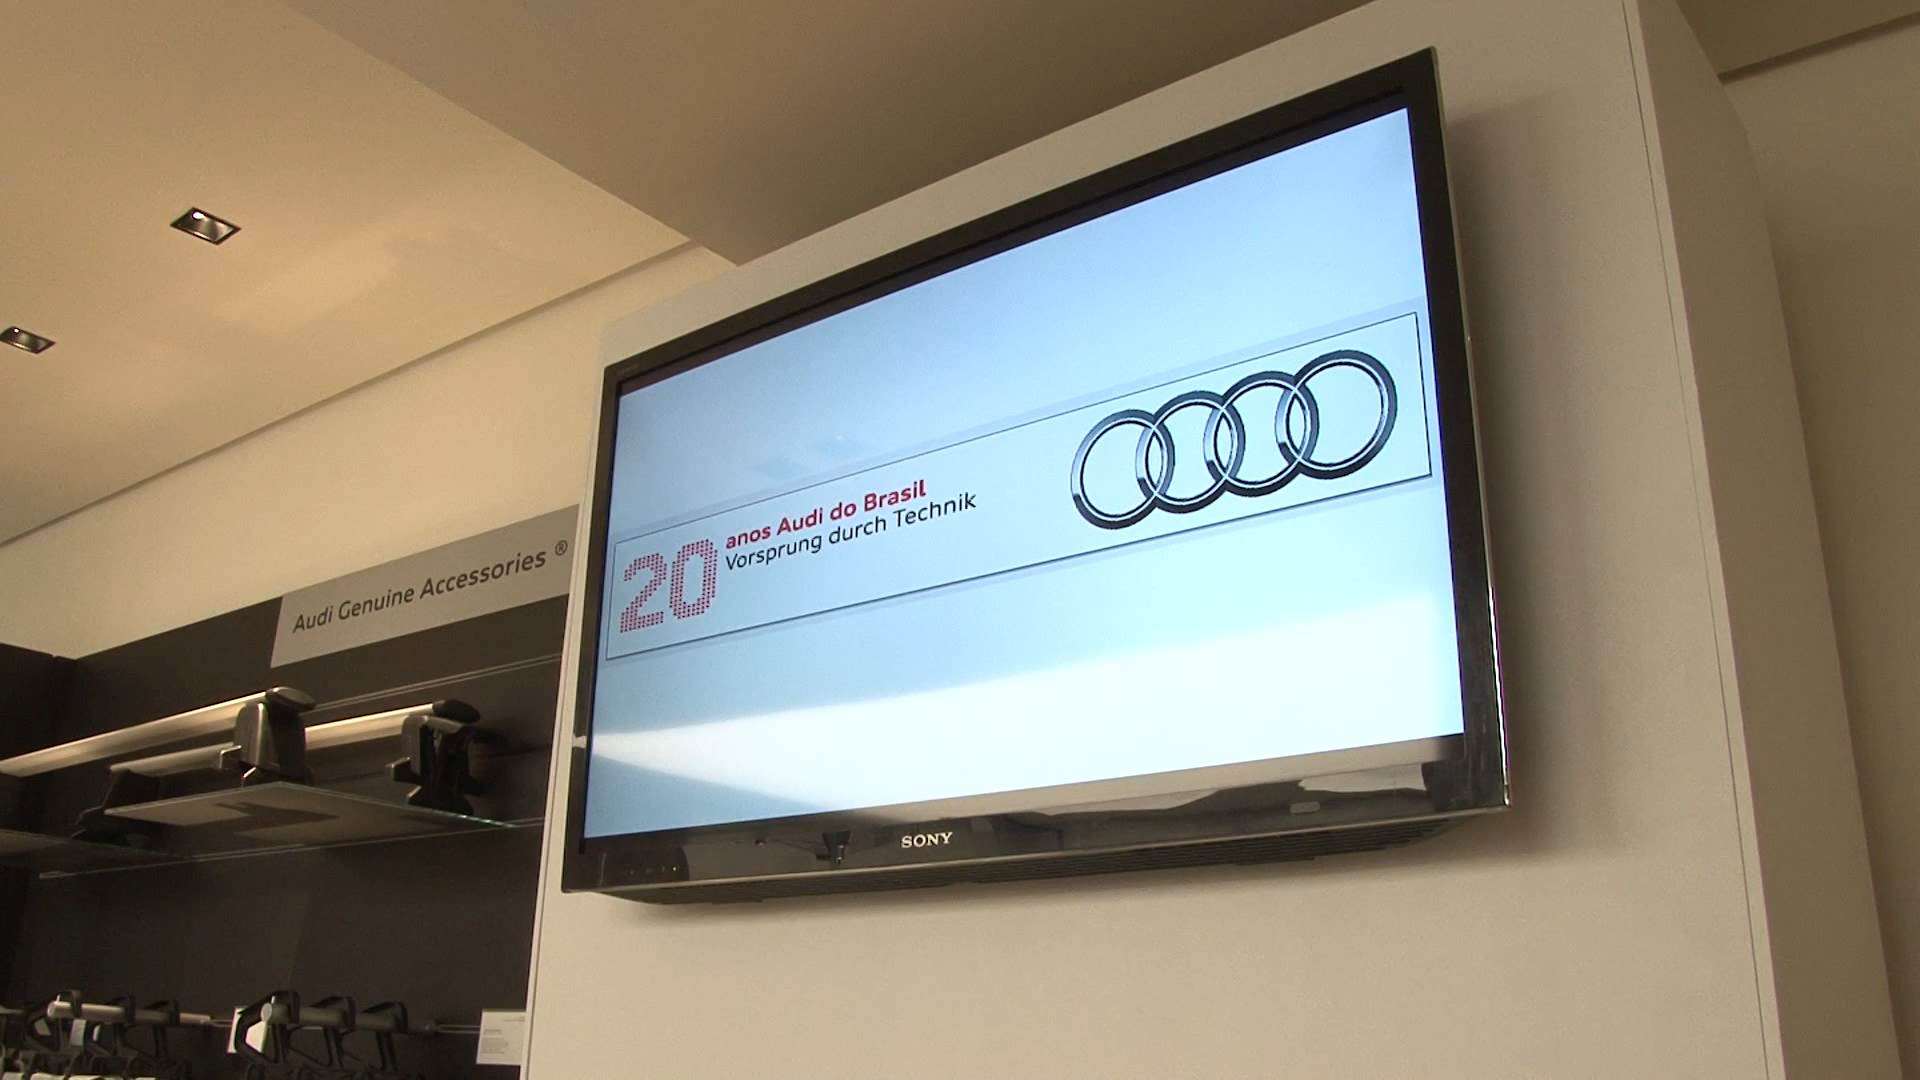 20
anos Audi do Brasil
Vorsprung durch Technik
Audi Genuine Accessories ®
SONY